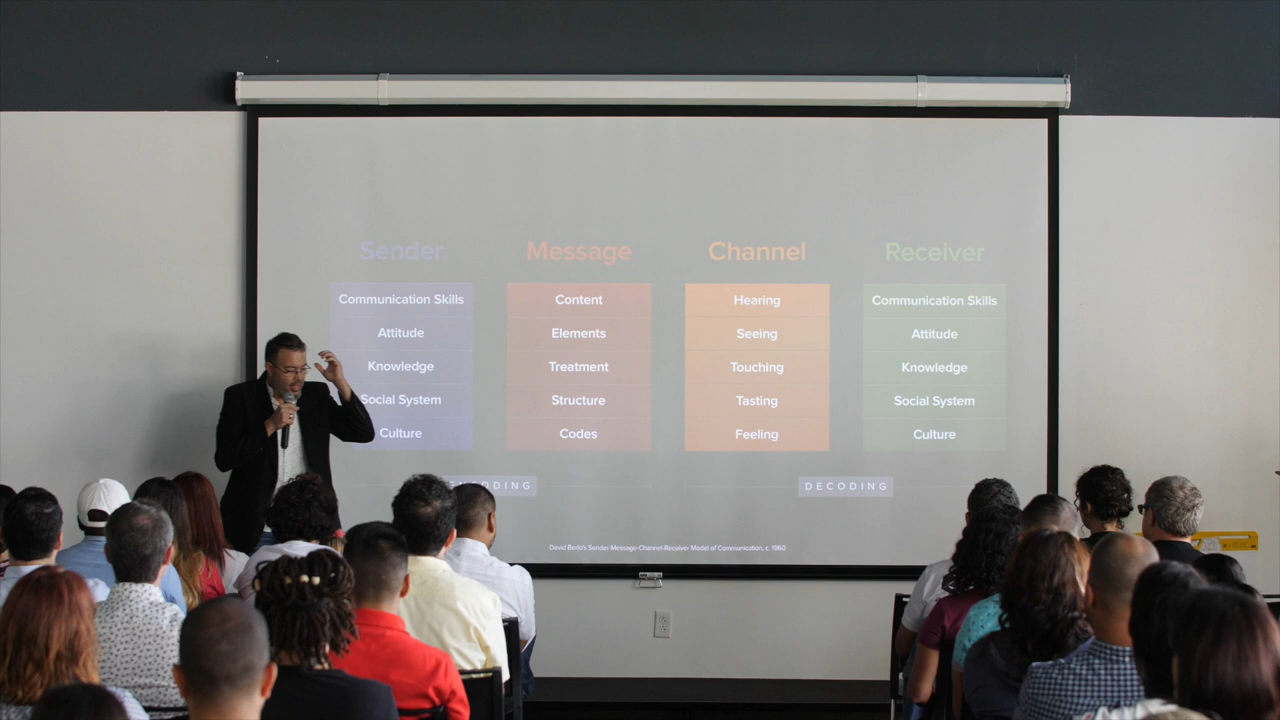 Sender Message Channel Receiver
Communication Skills Content Hearing Communication Skills
Attitude Elements Seeing Attitude
Knowledge Treatment Touching Knowledge
Social System Structure Tasting Social System
Culture Codes Feeling Culture
DECODING
David Berlo's Sender-Message-Channel-Receiver Model of Communication, c. 1960